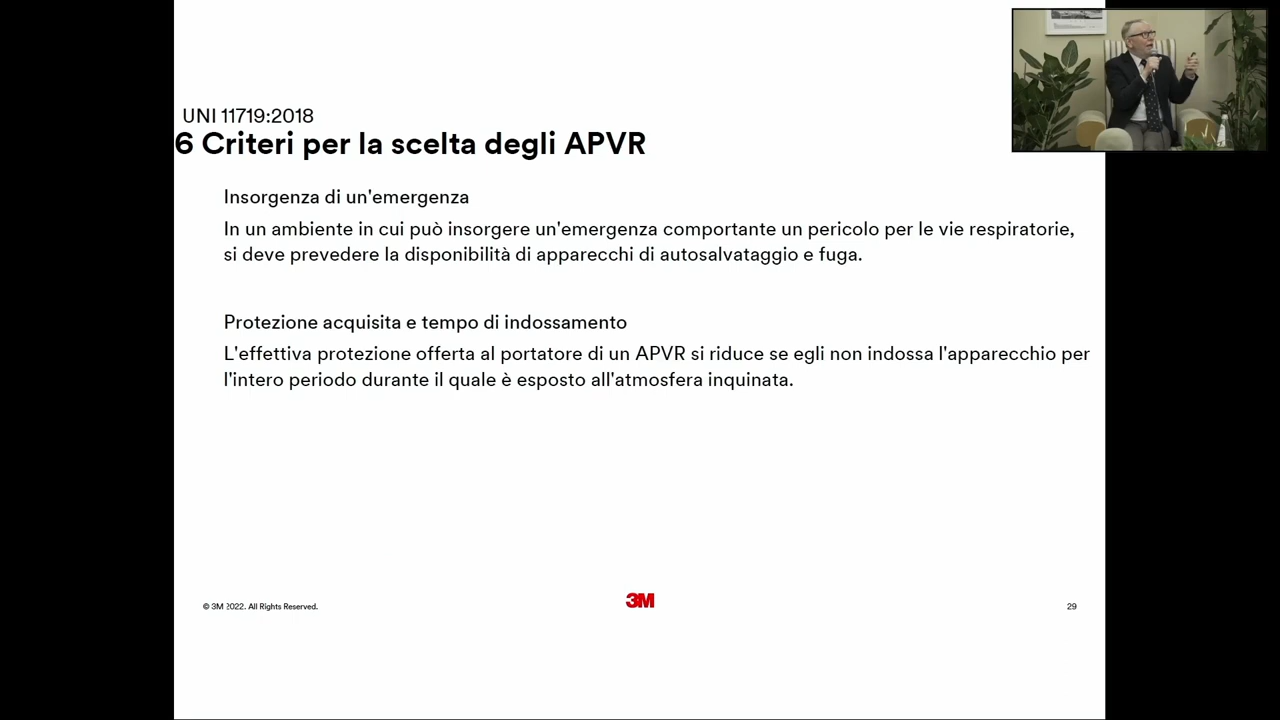 UNI 11719:2018
6 Criteri per la scelta degli APVR
Insorgenza di un'emergenza
In un ambiente in cui può insorgere un'emergenza comportante un pericolo per le vie respiratorie,
si deve prevedere la disponibilità di apparecchi di autosalvataggio e fuga.
Protezione acquisita e tempo di indossamento
L'effettiva protezione offerta al portatore di un APVR si riduce se egli non indossa l'apparecchio per
l'intero periodo durante il quale è esposto all'atmosfera inquinata.
© 3M 2022. All Rights Reserved.
3M
29